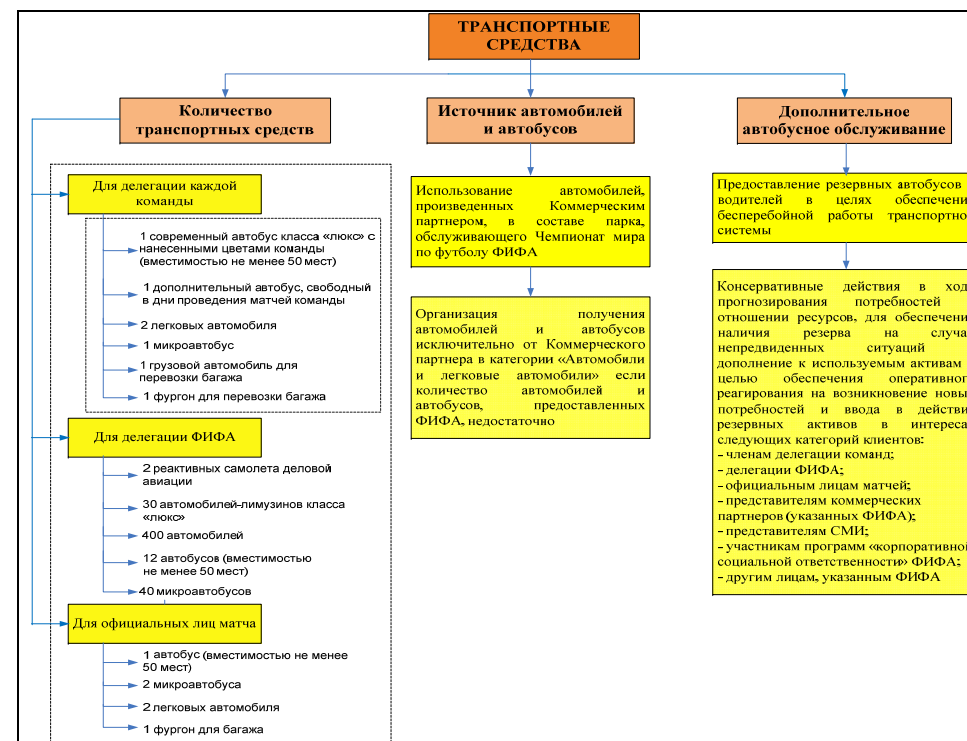 ТРАНСПОРТНЫЕ
СРЕДСТВА
Количество
транспортных средств
Для делегации каждой
команды
1 современный автобус класса «люкс» с
нанесенными цветами команды
(вместимостью не менее 50 мест)
1 дополнительный автобус, свободный
в дни проведения матчей команды
2 легковых автомобиля
1 микроавтобус
1 грузовой автомобиль для
перевозки багажа
1 фургон для перевозки багажа
Для делегации ФИФА
2 реактивных самолета деловой
авиации
30 автомобилей-лимузинов класса
«люкс»
400 автомобилей
12 автобусов (вместимостью
не менее 50 мест)
40 микроавтобусов
Для официальных лиц матча
1 автобус (вместимостью не менее
50 мест)
2 микроавтобуса
2 легковых автомобиля
1 фургон для багажа
Источник автомобилей
и автобусов
Использование автомобилей,
произведенных Коммерческим
партнером, в составе парка,
обслуживающего Чемпионат мира
по футболу ФИФА
Организация получения
автомобилей и автобусов
исключительно от Коммерческого
партнера в категории «Автомобили
и легковые автомобили» если
количество автомобилей и
автобусов, предоставленных
ФИФА, недостаточно
Дополнительное
автобусное обслуживание
Предоставление резервных автобусов
водителей в целях обеспечени
бесперебойной работы транспортно
системы
Консервативные действия в ход
прогнозирования потребностей
отношении ресурсов, для обеспечени
наличия резерва на случа
непредвиденных ситуаций
дополнение к используемым активам
целью обеспечения оперативног
реагирования на возникновение новы
потребностей и ввода в действи
резервных активов в интереса
следующих категорий клиентов:
- членам делегации команд;
- делегации ФИФА;
- официальным лицам матчей;
- представителям коммерческих
партнеров (указанных ФИФА);
- представителям СМИ;
- участникам программ «корпоративной
социальной ответственности» ФИФА;
- другим лицам, указанным ФИФА